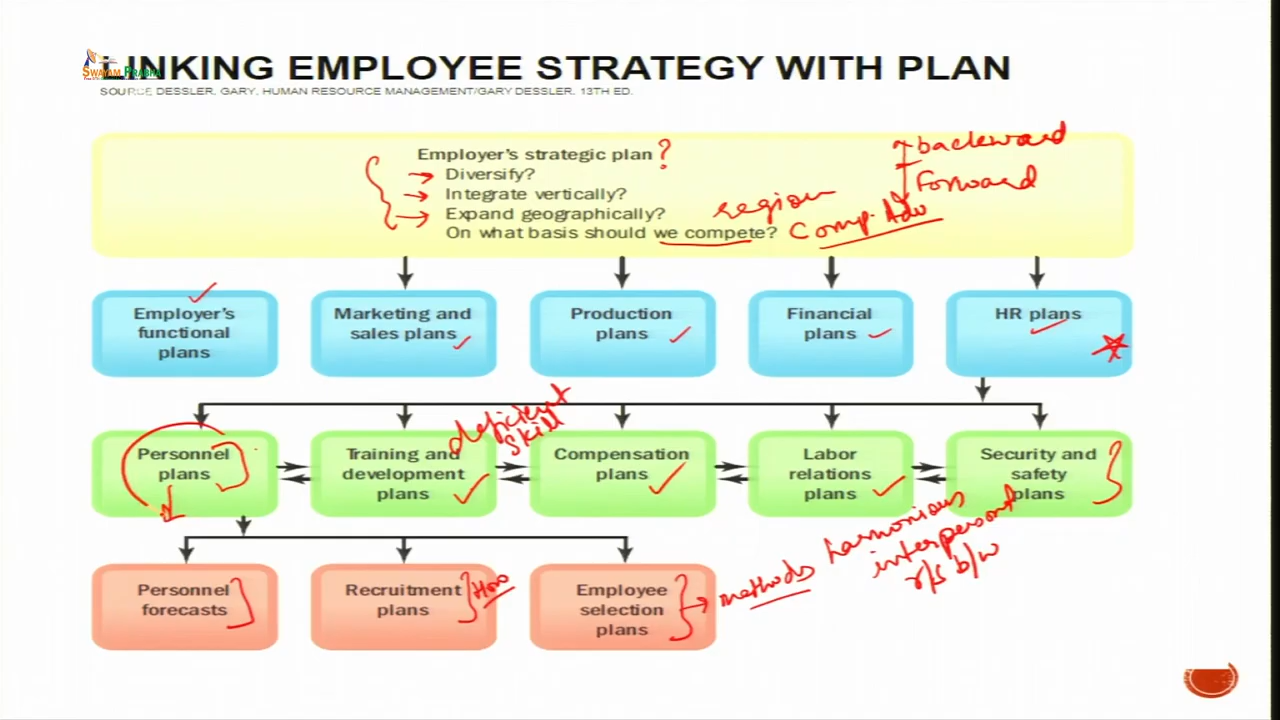 LINKING EMPLOYEE STRATEGY WITH PLAN
SWAYAM PRABHA
SOURCE DESSLER, GARY, HUMAN RESOURCE MANAGEMENT/GARY DESSLER. 13TH ED.
Employer's strategic plan ?
Diversify?
Integrate vertically?
Expand geographically?
On what basis should we compete?
backward
Forward
region
Comp. Adv
Employer's
functional
plans
Marketing and
sales plans
Production
plans
Financial
plans
HR plans
deficient
skill
Personnel
plans
Training and
development
plans
Compensation
plans
Labor
relations
plans
Security and
safety
plans
harmonious
r/s b/w
Personnel
forecasts
Recruitment
plans
How
Employee
selection
plans
methods